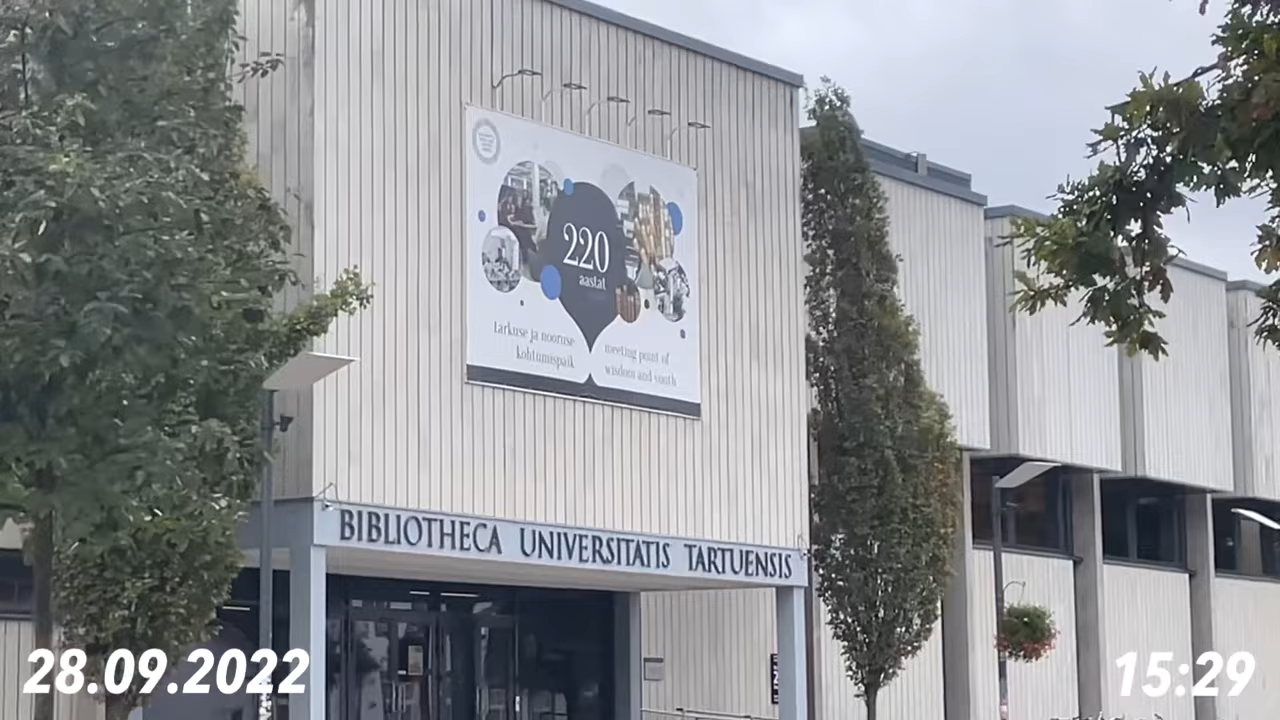 220
aastat
tarkuse ja nooruse
kohtumispaik
meeting point of
wisdom and youth
BIBLIOTHECA UNIVERSITATIS TARTUENSIS
28.09.2022
15:29